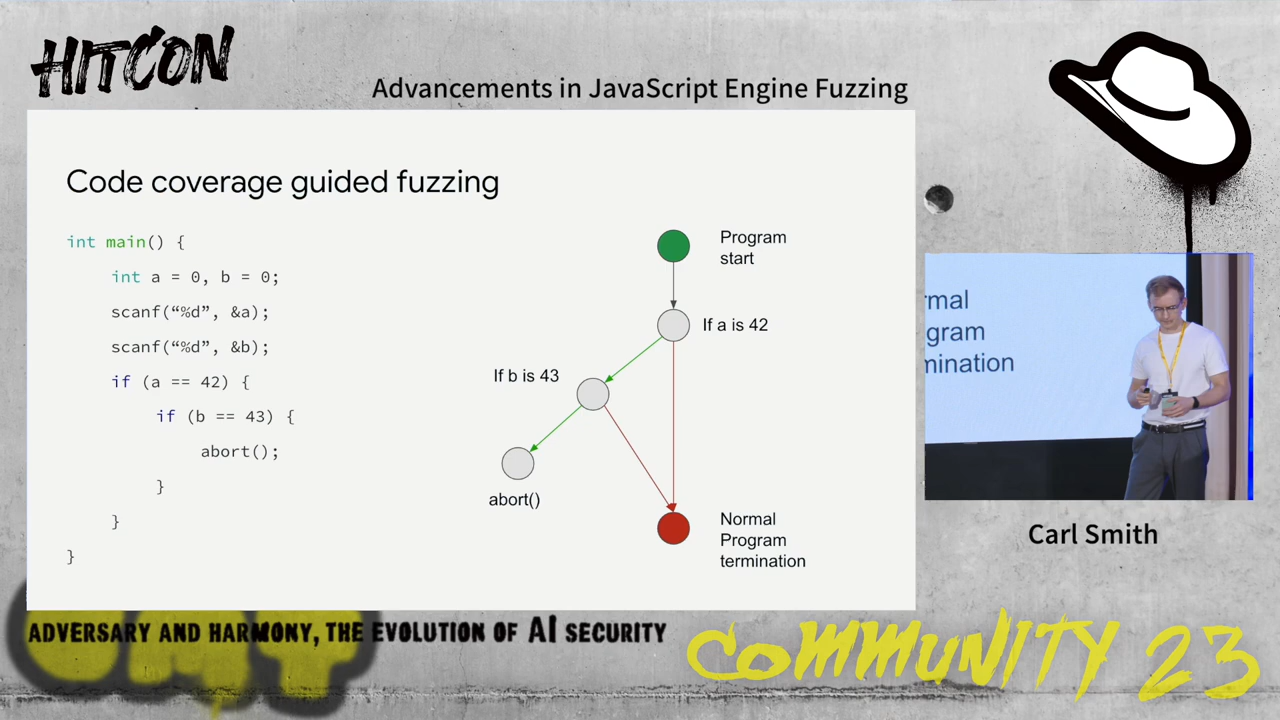 HITCON
Advancements in JavaScript Engine Fuzzing
Code coverage guided fuzzing
int main() {
int a = 0, b = 0;
scanf(“%d”, &a);
scanf(“%d”, &b);
if (a == 42) {
if (b == 43) {
abort();
}
}
}
Program
start
If a is 42
If b is 43
abort()
Normal
Program
termination
rmal
gram
mination
Carl Smith
ADVERSARY AND HARMONY, THE EVOLUTION OF AI SECURITY
COMMUNITY 23